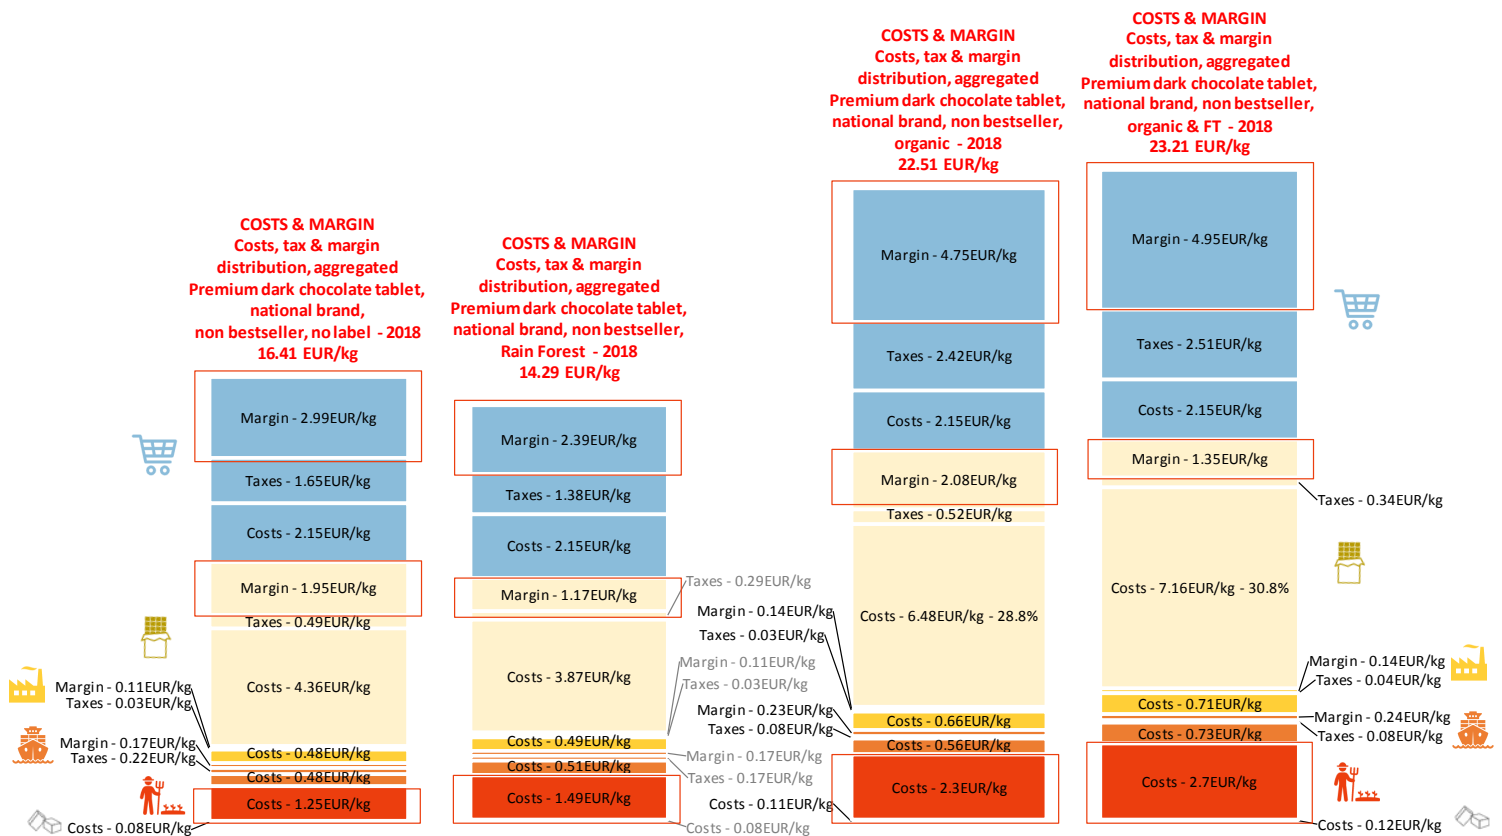 COSTS & MARGIN
Costs, tax & margin
distribution, aggregated
Premium dark chocolate tablet,
national brand,
non bestseller, no label - 2018
16.41 EUR/kg
Margin - 2.99EUR/kg
Taxes - 1.65EUR/kg
Costs - 2.15EUR/kg
Margin - 1.95EUR/kg
Taxes - 0.49EUR/kg
Costs - 4.36EUR/kg
Margin - 0.11EUR/kg
Taxes - 0.03EUR/kg
Costs - 0.48EUR/kg
Margin - 0.17EUR/kg
Taxes - 0.22EUR/kg
Costs - 0.48EUR/kg
Costs - 1.25EUR/kg
Costs - 0.08EUR/kg
COSTS & MARGIN
Costs, tax & margin
distribution, aggregated
Premium dark chocolate tablet,
national brand, non bestseller,
Rain Forest - 2018
14.29 EUR/kg
Margin - 2.39EUR/kg
Taxes - 1.38EUR/kg
Costs - 2.15EUR/kg
Margin - 1.17EUR/kg
Taxes - 0.29EUR/kg
Costs - 3.87EUR/kg
Margin - 0.11EUR/kg
Taxes - 0.03EUR/kg
Costs - 0.49EUR/kg
Margin - 0.17EUR/kg
Taxes - 0.17EUR/kg
Costs - 0.51EUR/kg
Costs - 1.49EUR/kg
Costs - 0.08EUR/kg
COSTS & MARGIN
Costs, tax & margin
distribution, aggregated
Premium dark chocolate tablet,
national brand, non bestseller,
organic - 2018
22.51 EUR/kg
Margin - 4.75EUR/kg
Taxes - 2.42EUR/kg
Costs - 2.15EUR/kg
Margin - 2.08EUR/kg
Taxes - 0.52EUR/kg
Costs - 6.48EUR/kg - 28.8%
Margin - 0.14EUR/kg
Taxes - 0.03EUR/kg
Costs - 0.66EUR/kg
Margin - 0.23EUR/kg
Taxes - 0.08EUR/kg
Costs - 0.56EUR/kg
Costs - 2.3EUR/kg
Costs - 0.11EUR/kg
COSTS & MARGIN
Costs, tax & margin
distribution, aggregated
Premium dark chocolate tablet,
national brand, non bestseller,
organic & FT - 2018
23.21 EUR/kg
Margin - 4.95EUR/kg
Taxes - 2.51EUR/kg
Costs - 2.15EUR/kg
Margin - 1.35EUR/kg
Taxes - 0.34EUR/kg
Costs - 7.16EUR/kg - 30.8%
Margin - 0.14EUR/kg
Taxes - 0.04EUR/kg
Costs - 0.71EUR/kg
Margin - 0.24EUR/kg
Taxes - 0.08EUR/kg
Costs - 0.73EUR/kg
Costs - 2.7EUR/kg
Costs - 0.12EUR/kg